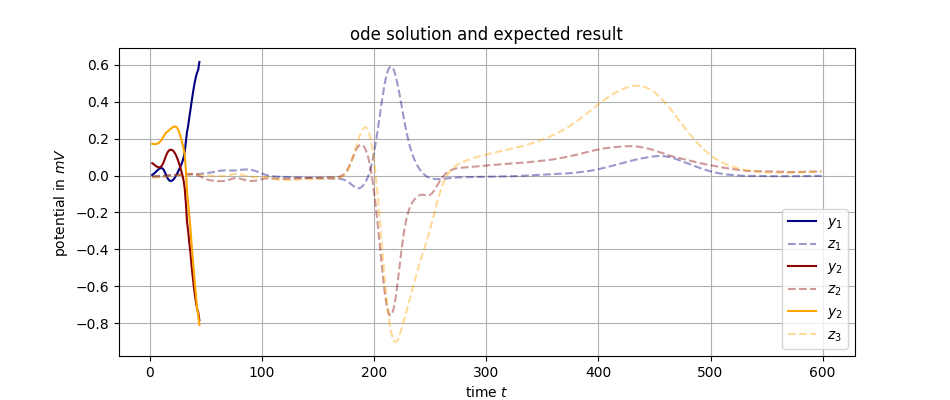 ode solution and expected result
potential in mV
0.6
0.4
0.2
0.0
−0.2
−0.4
−0.6
−0.8
0 100 200 300 400 500 600
time t
y₁
z₁
y₂
z₂
y₂
z₃